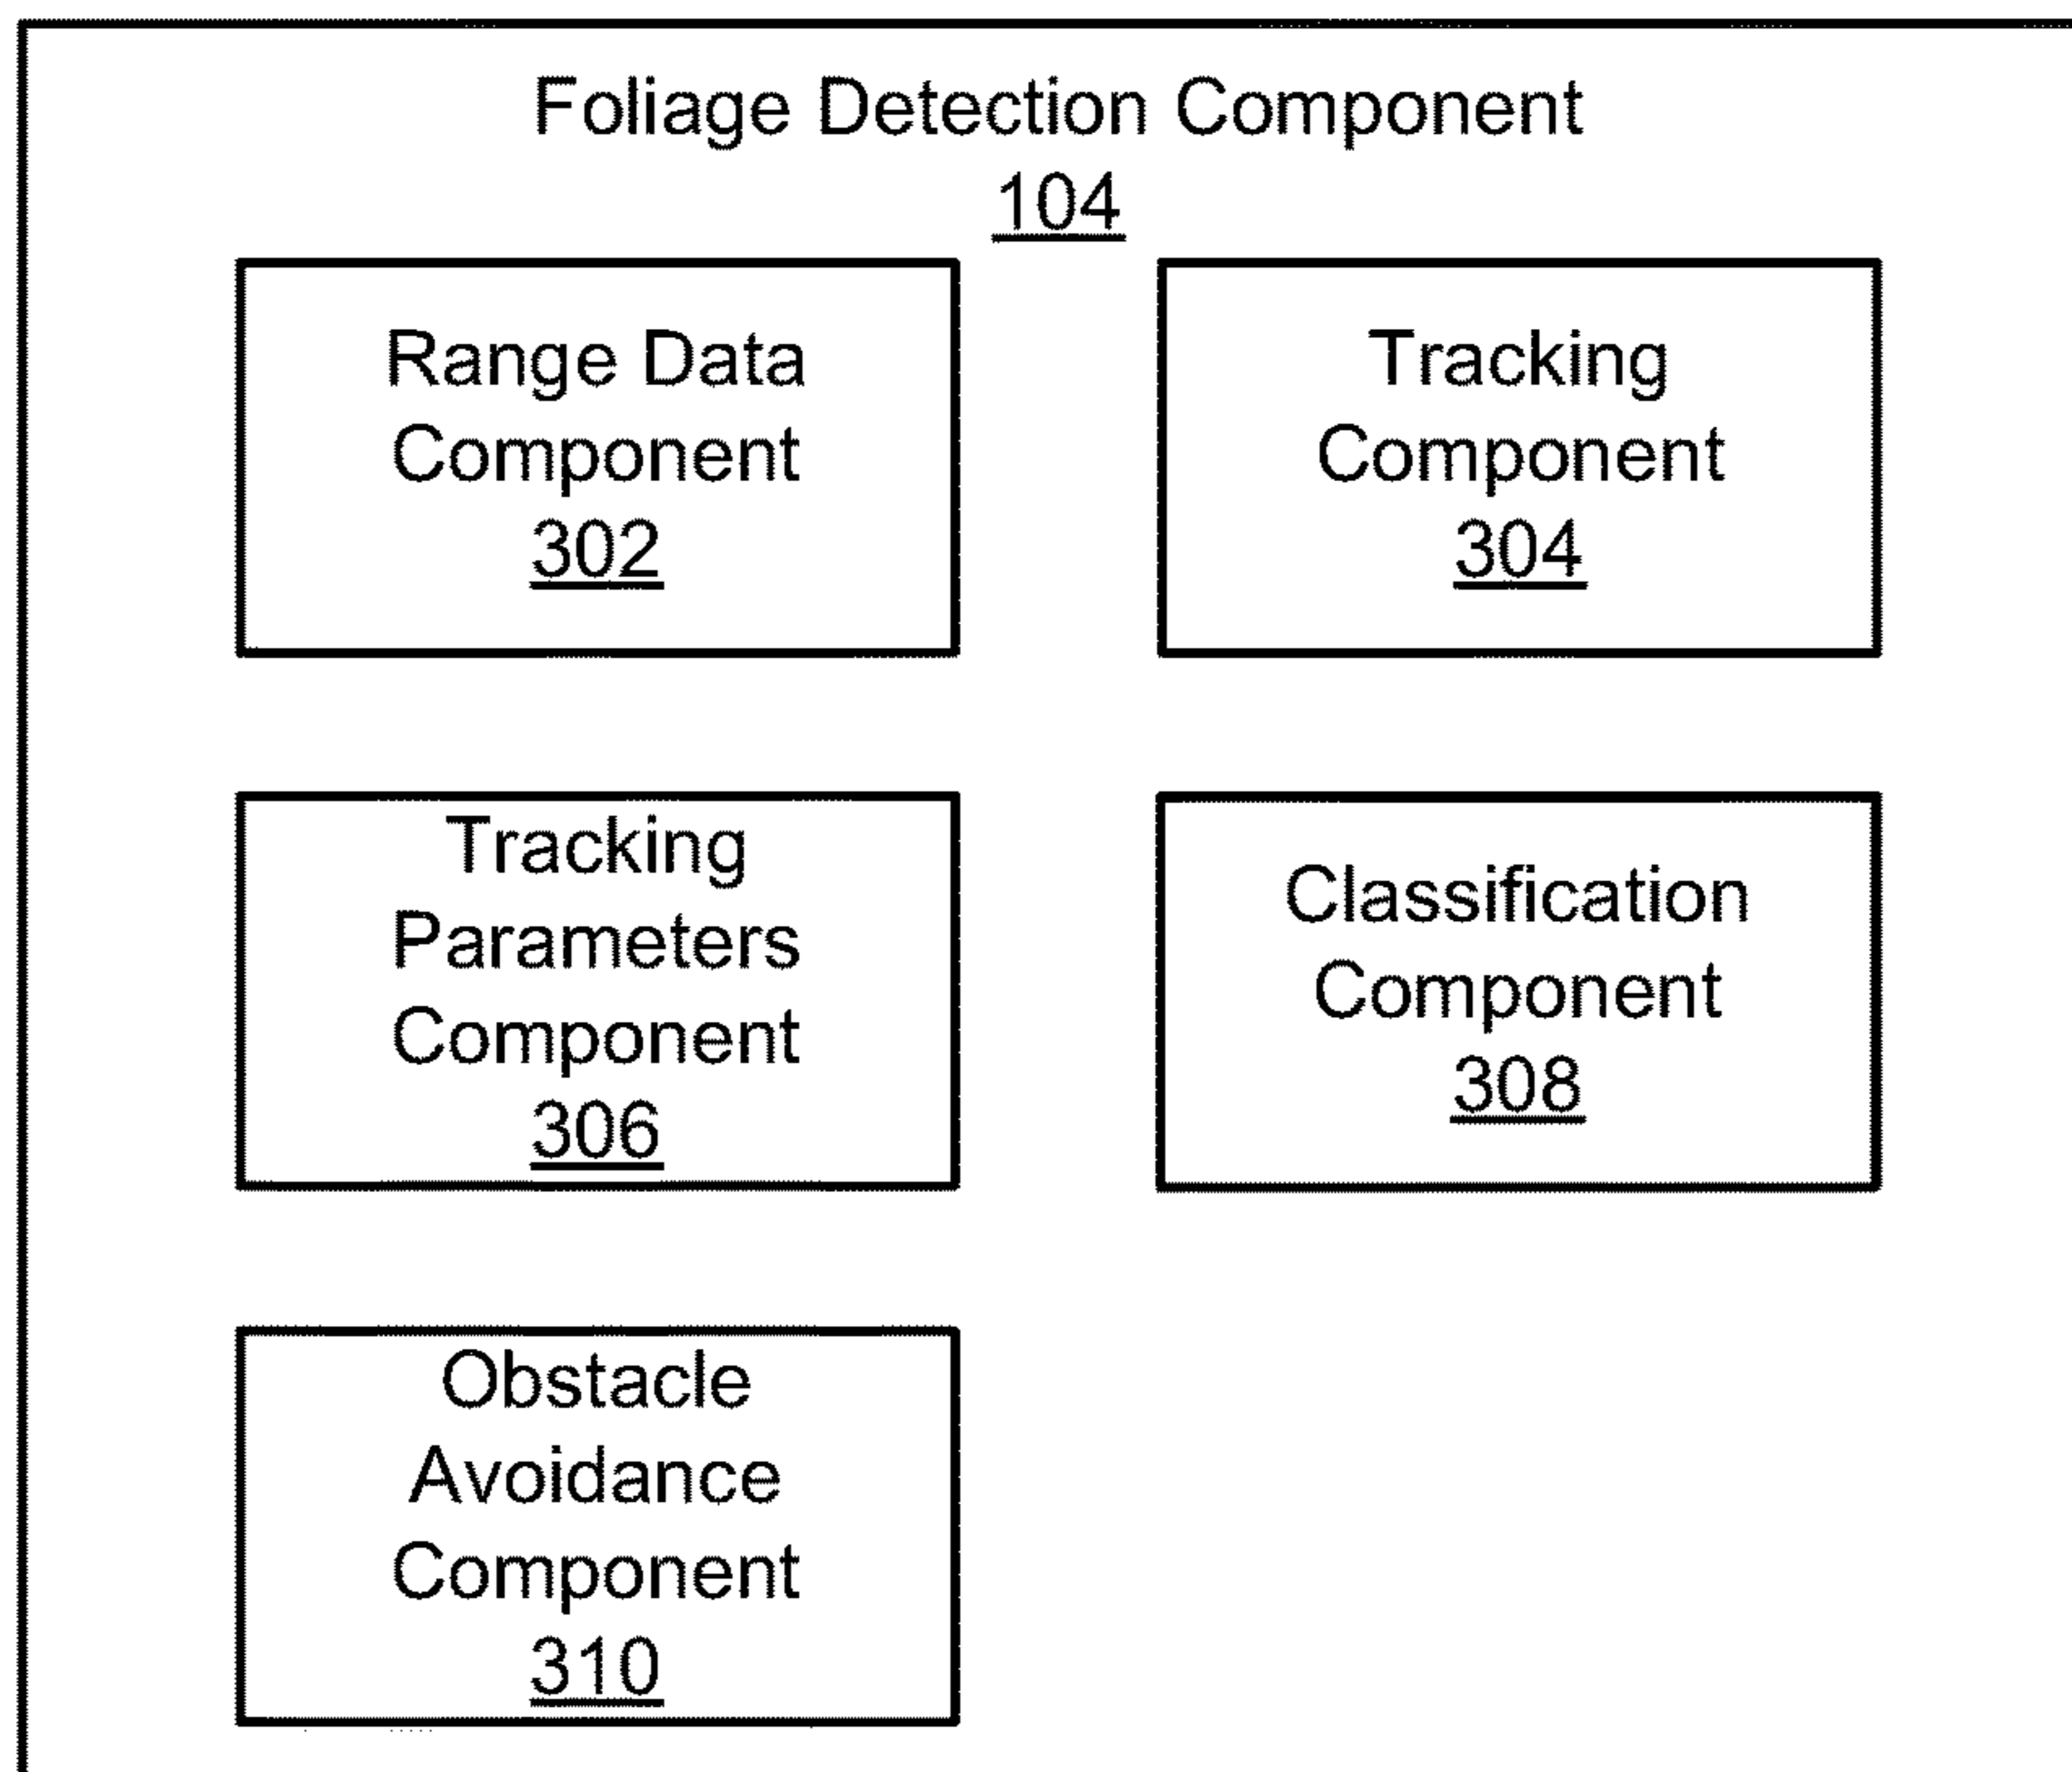 Foliage Detection Component
104
Range Data
Component
302
Tracking
Component
304
Tracking
Parameters
Component
306
Classification
Component
308
Obstacle
Avoidance
Component
310